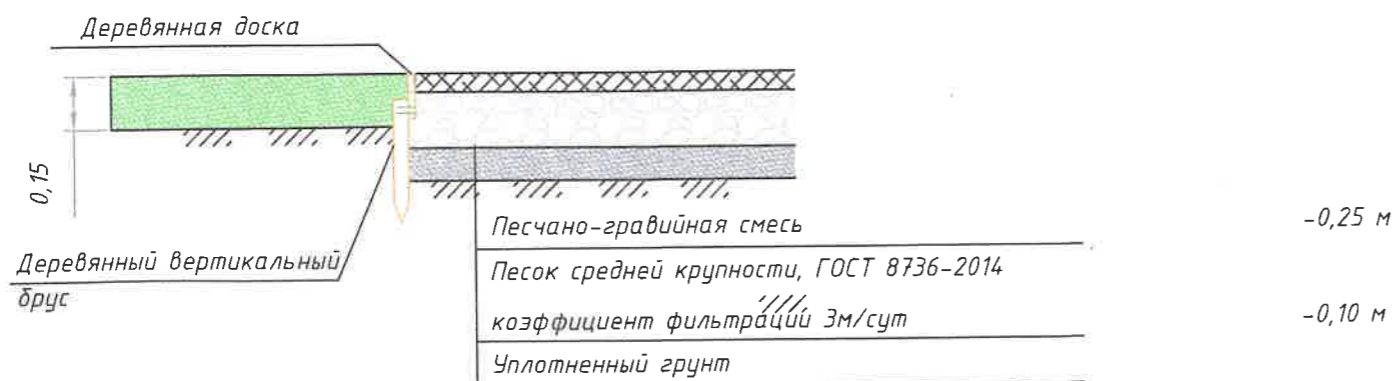 Деревянная доска
0,15
Деревянный вертикальный
брус
Песчано-гравийная смесь -0,25 м
Песок средней крупности, ГОСТ 8736-2014
коэффициент фильтрации 3м/сут -0,10 м
Уплотненный грунт